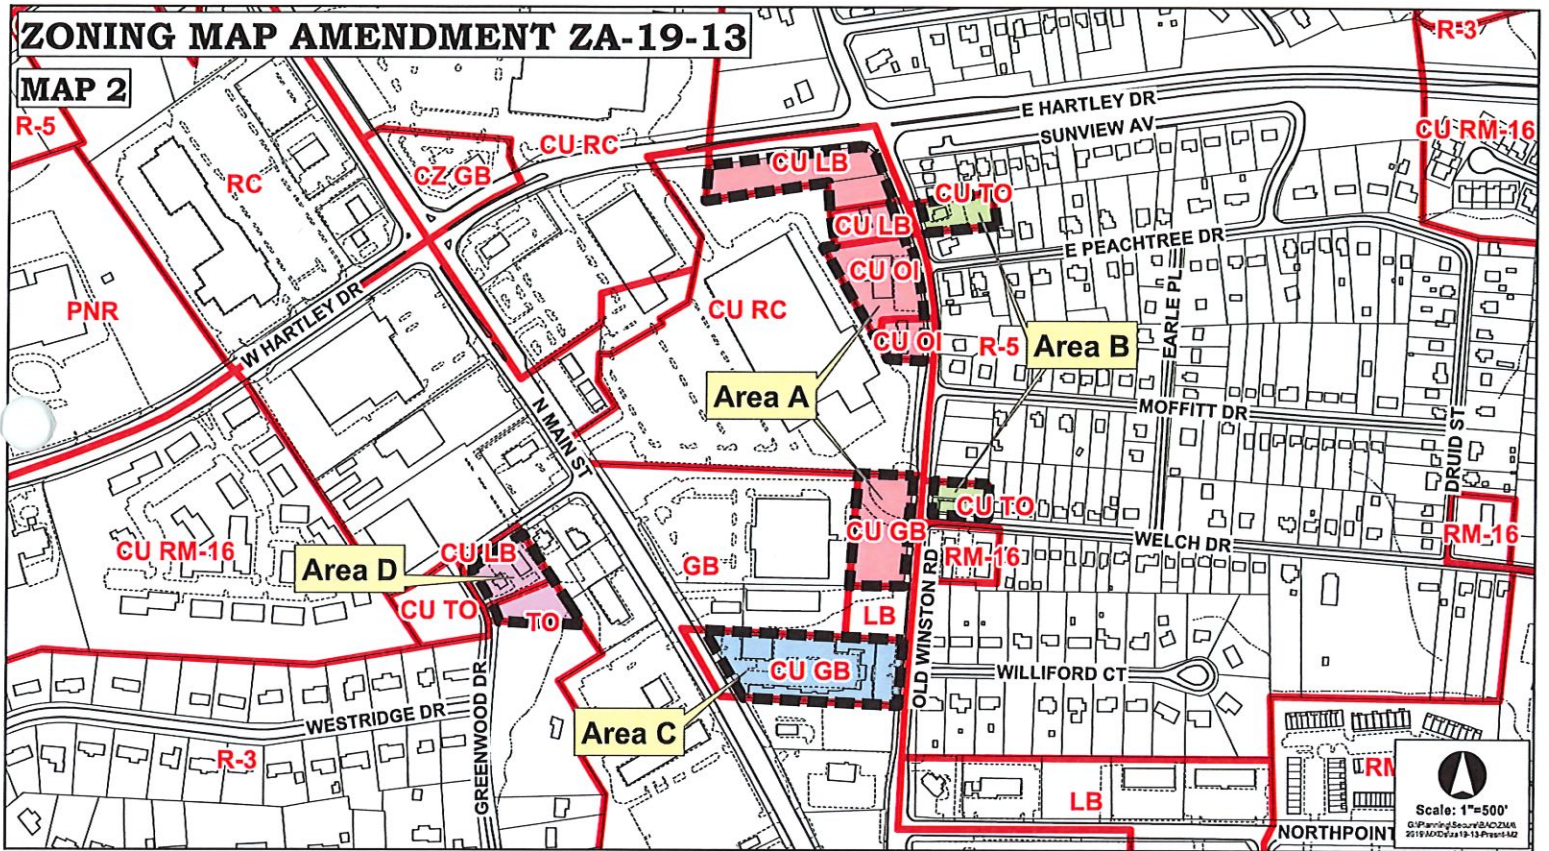 ZONING MAP AMENDMENT ZA-19-13
MAP 2
R-3
R-5
E HARTLEY DR
SUNVIEW AV
CU RC
CU RM-16
CU LB
RC
CZ GB
CU TO
CU LB
E PEACHTREE DR
CU OI
PNR
CU RC
W HARTLEY DR
EARLE PL
CU OI
R-5
Area B
Area A
N MAIN ST
MOFFITT DR
DRUID ST
CU TO
CU GB
RM-16
WELCH DR
CU RM-16
CU LB
RM-16
Area D
GB
CU TO
TO
LB
OLD WINSTON RD
CU GB
WILLIFORD CT
WESTRIDGE DR
Area C
GREENWOOD DR
R-3
RM
LB
Scale: 1"=500'
NORTHPOINT